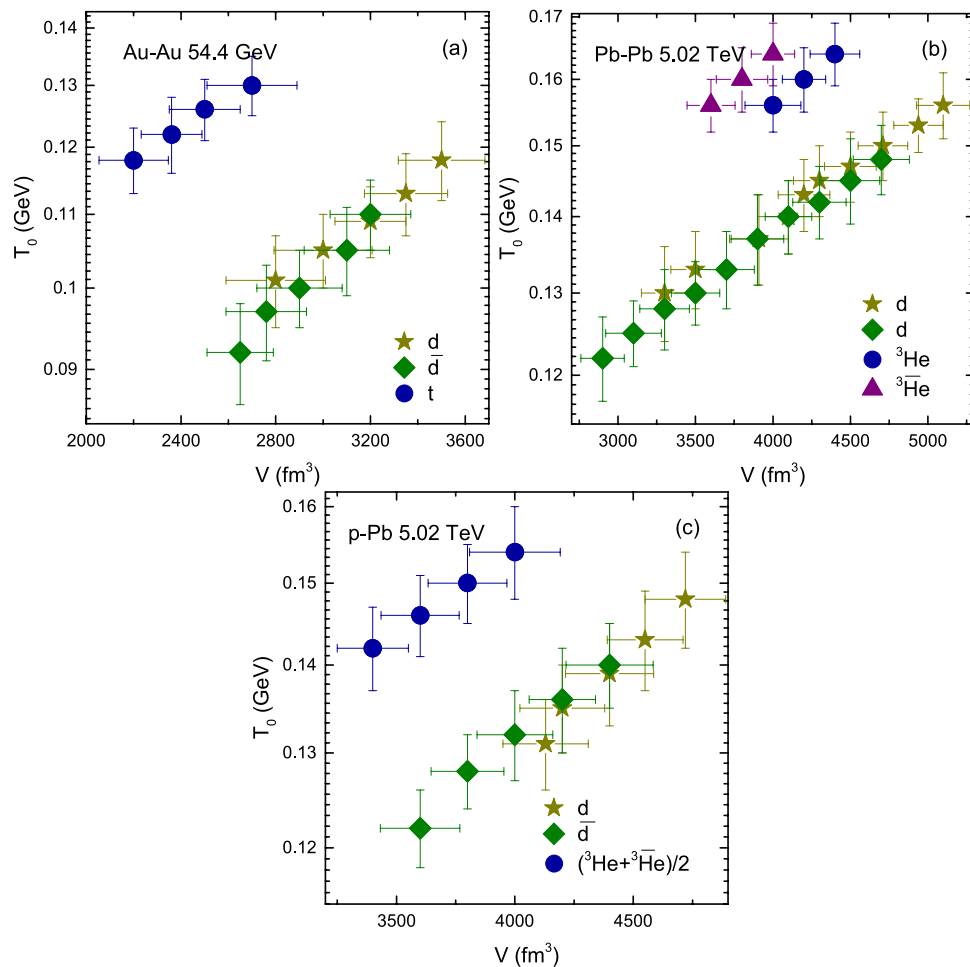 Au-Au 54.4 GeV
(a)
T₀ (GeV)
0.14
0.13
0.12
0.11
0.1
0.09
d
d̅
t
2000 2400 2800 3200 3600
V (fm³)
Pb-Pb 5.02 TeV
(b)
T₀ (GeV)
0.17
0.16
0.15
0.14
0.13
0.12
d
d
³He
³H̅e
3000 3500 4000 4500 5000
V (fm³)
p-Pb 5.02 TeV
(c)
T₀ (GeV)
0.16
0.15
0.14
0.13
0.12
d
d̅
(³He+³H̅e)/2
3500 4000 4500
V (fm³)